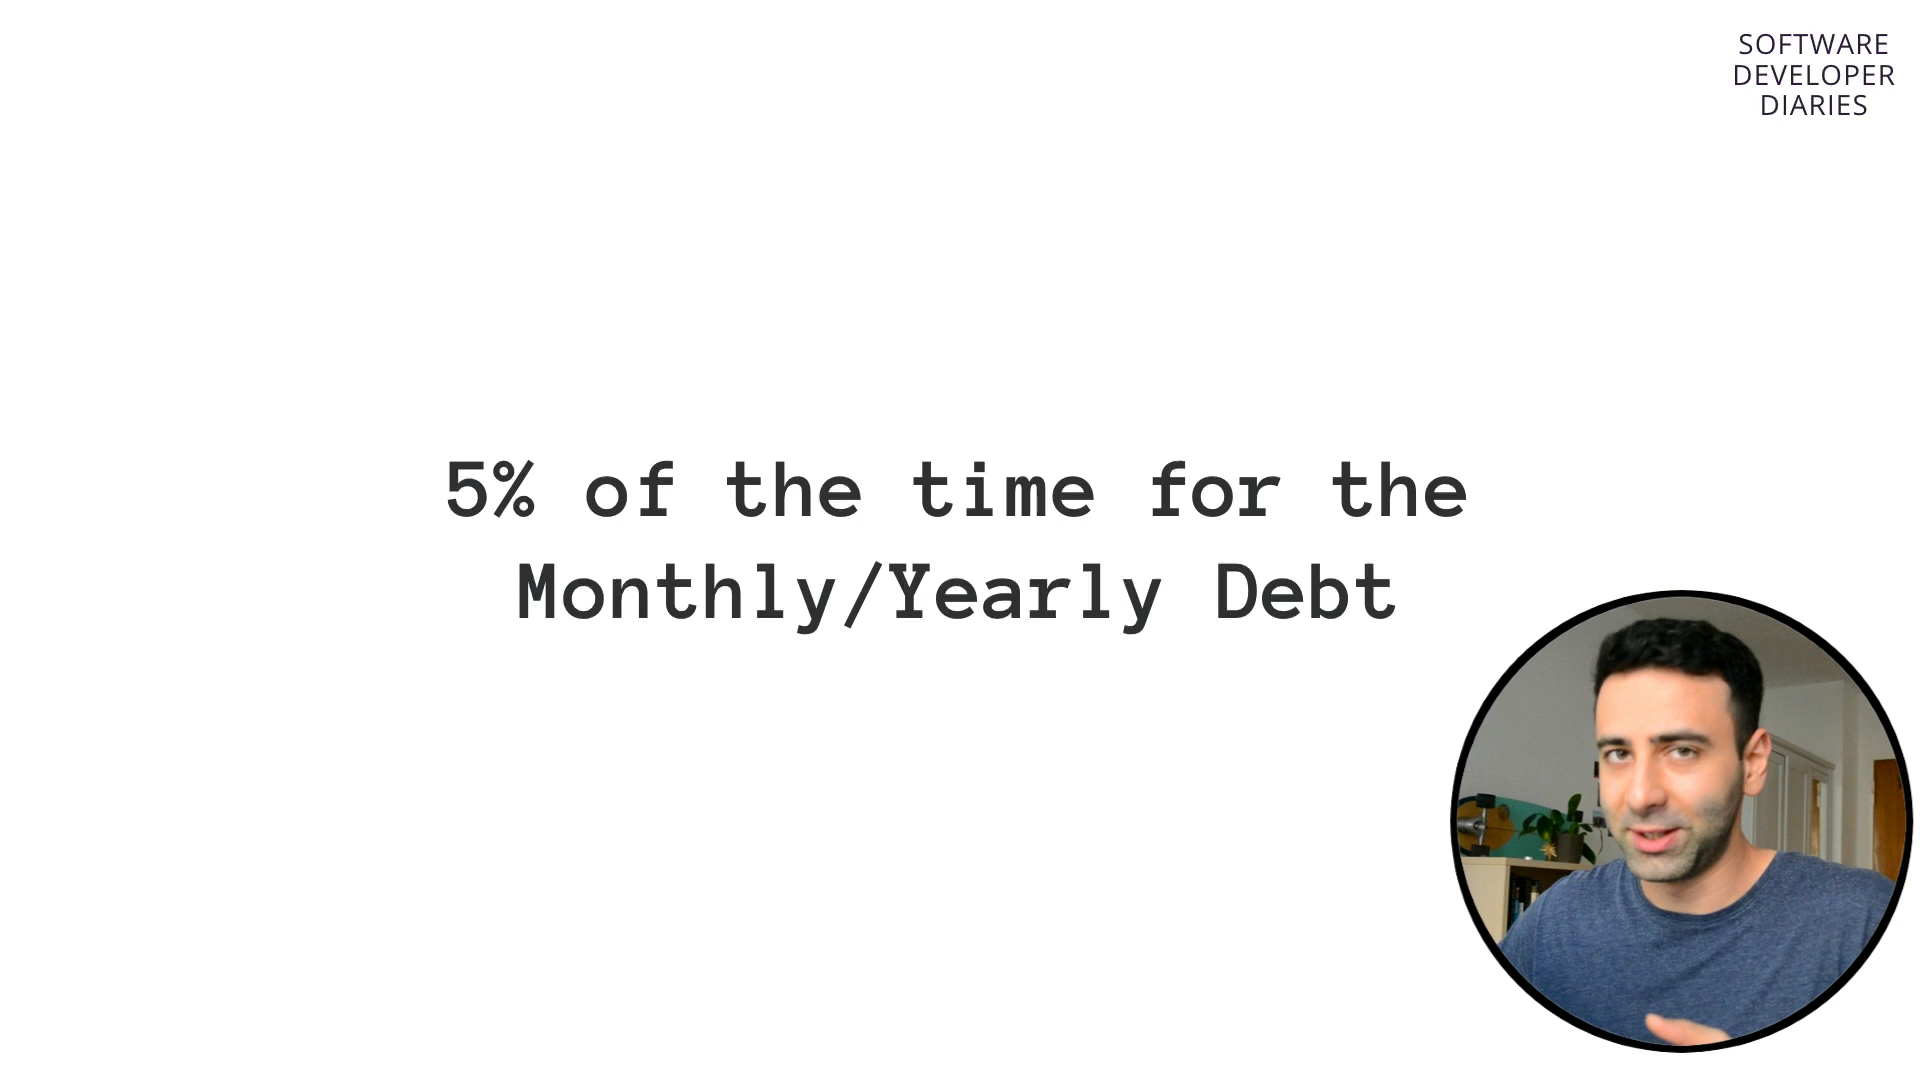 SOFTWARE
DEVELOPER
DIARIES
5% of the time for the
Monthly/Yearly Debt